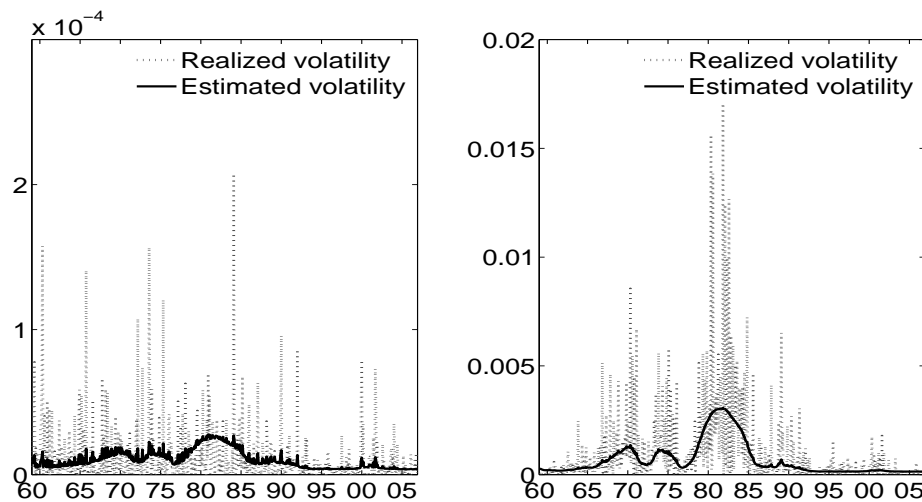 x 10-4
Realized volatility
Estimated volatility
2
1
0
60 65 70 75 80 85 90 95 00 05
0.02
Realized volatility
Estimated volatility
0.015
0.01
0.005
0
60 65 70 75 80 85 90 95 00 05